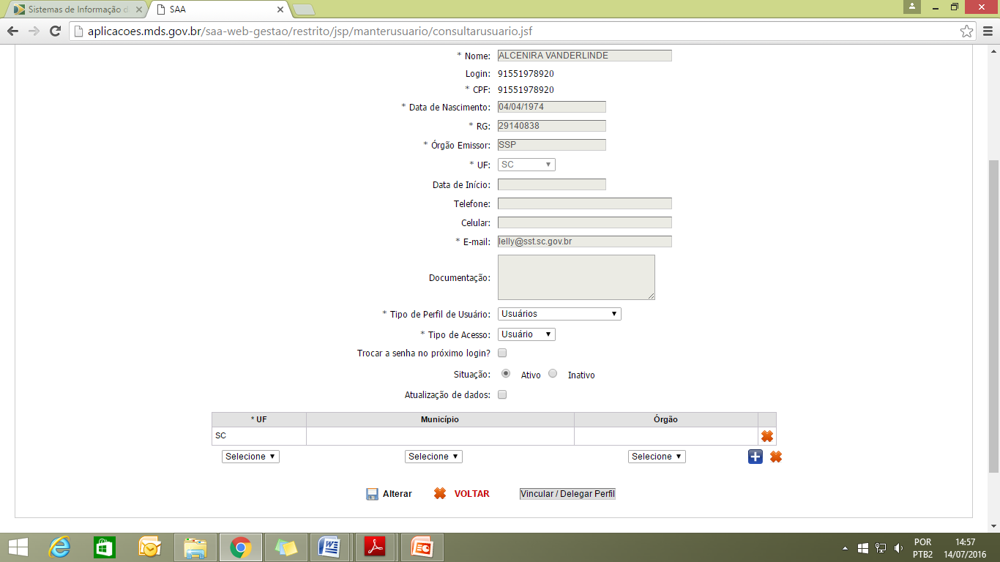 Sistemas de Informação d
SAA
aplicacoes.mds.gov.br/saa-web-gestao/restrito/jsp/manterusuario/consultarusuario.jsf
* Nome: ALCENIRA VANDERLINDE
Login: 91551978920
* CPF: 91551978920
* Data de Nascimento: 04/04/1974
* RG: 29140838
* Órgão Emissor: SSP
* UF: SC
Data de Início:
Telefone:
Celular:
* E-mail: lelly@sst.sc.gov.br
Documentação:
* Tipo de Perfil de Usuário: Usuários
* Tipo de Acesso: Usuário
Trocar a senha no próximo login?
Situação: Ativo Inativo
Atualização de dados:
* UF Município Órgão
SC
Selecione Selecione Selecione
Alterar VOLTAR Vincular / Delegar Perfil
POR 14:57
PTB2 14/07/2016